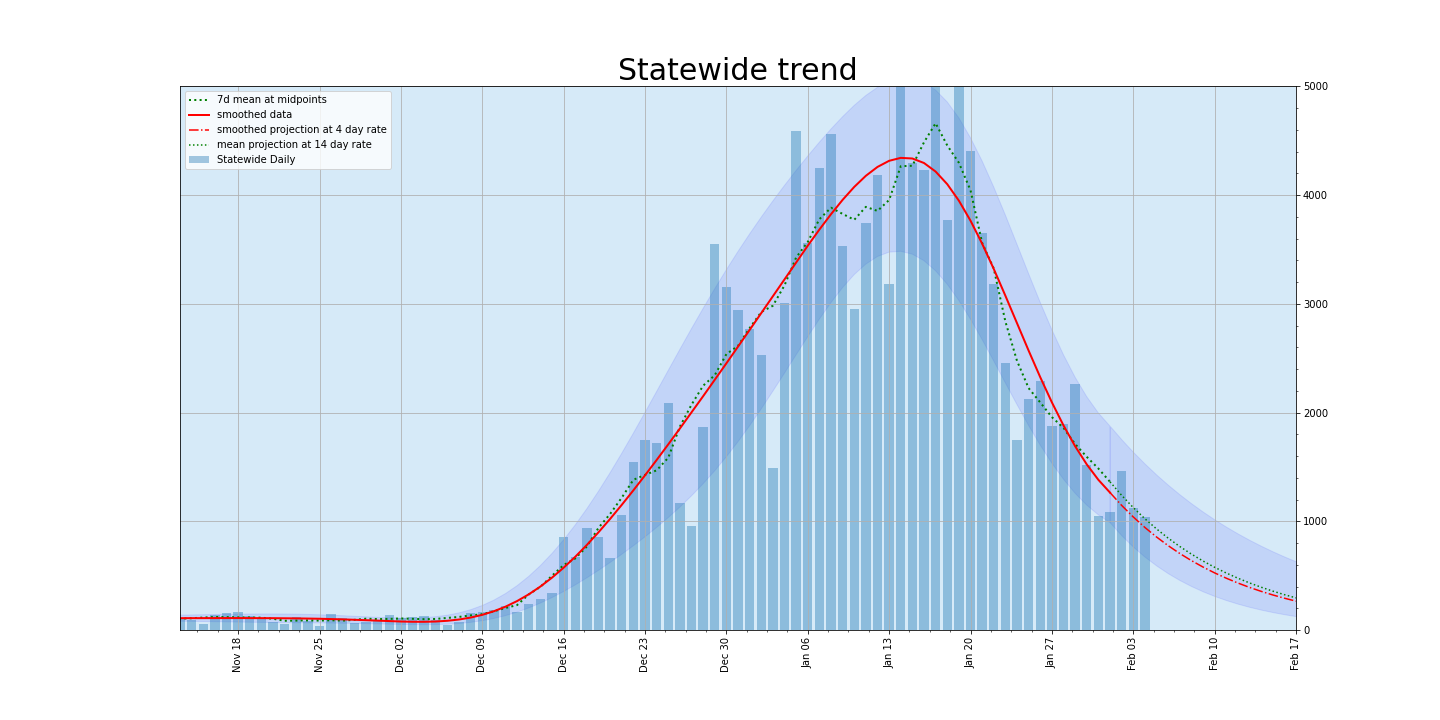 Statewide trend
7d mean at midpoints
smoothed data
smoothed projection at 4 day rate
mean projection at 14 day rate
Statewide Daily
5000
4000
3000
2000
1000
0
Nov 18
Nov 25
Dec 02
Dec 09
Dec 16
Dec 23
Dec 30
Jan 06
Jan 13
Jan 20
Jan 27
Feb 03
Feb 10
Feb 17